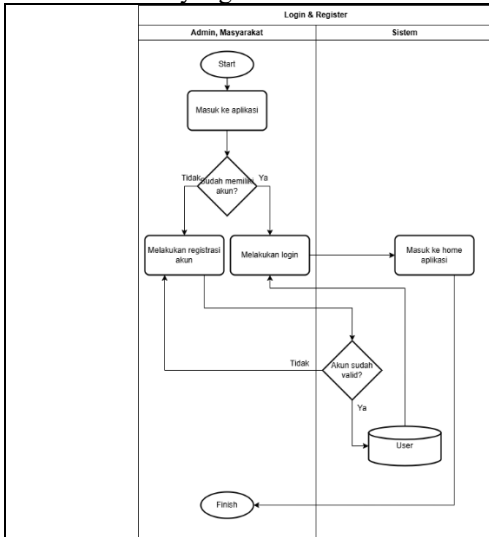 Login & Register
Admin, Masyarakat
Sistem
Start
Masuk ke aplikasi
Tidak
Sudah memiliki
akun?
Ya
Melakukan registrasi
akun
Melakukan login
Masuk ke home
aplikasi
Tidak
Akun sudah
valid?
Ya
User
Finish